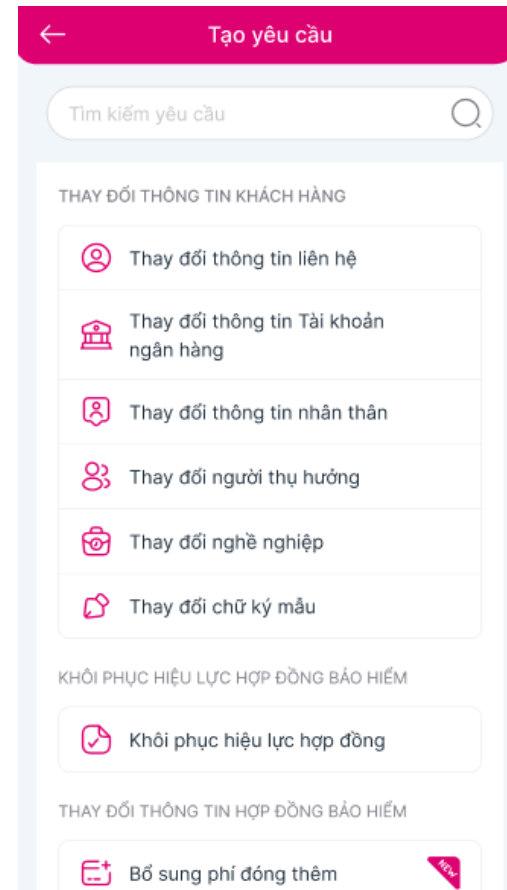 Tạo yêu cầu
Tìm kiếm yêu cầu
THAY ĐỔI THÔNG TIN KHÁCH HÀNG
Thay đổi thông tin liên hệ
Thay đổi thông tin Tài khoản
ngân hàng
Thay đổi thông tin nhân thân
Thay đổi người thụ hưởng
Thay đổi nghề nghiệp
Thay đổi chữ ký mẫu
KHÔI PHỤC HIỆU LỰC HỢP ĐỒNG BẢO HIỂM
Khôi phục hiệu lực hợp đồng
THAY ĐỔI THÔNG TIN HỢP ĐỒNG BẢO HIỂM
Bổ sung phí đóng thêm
NEW